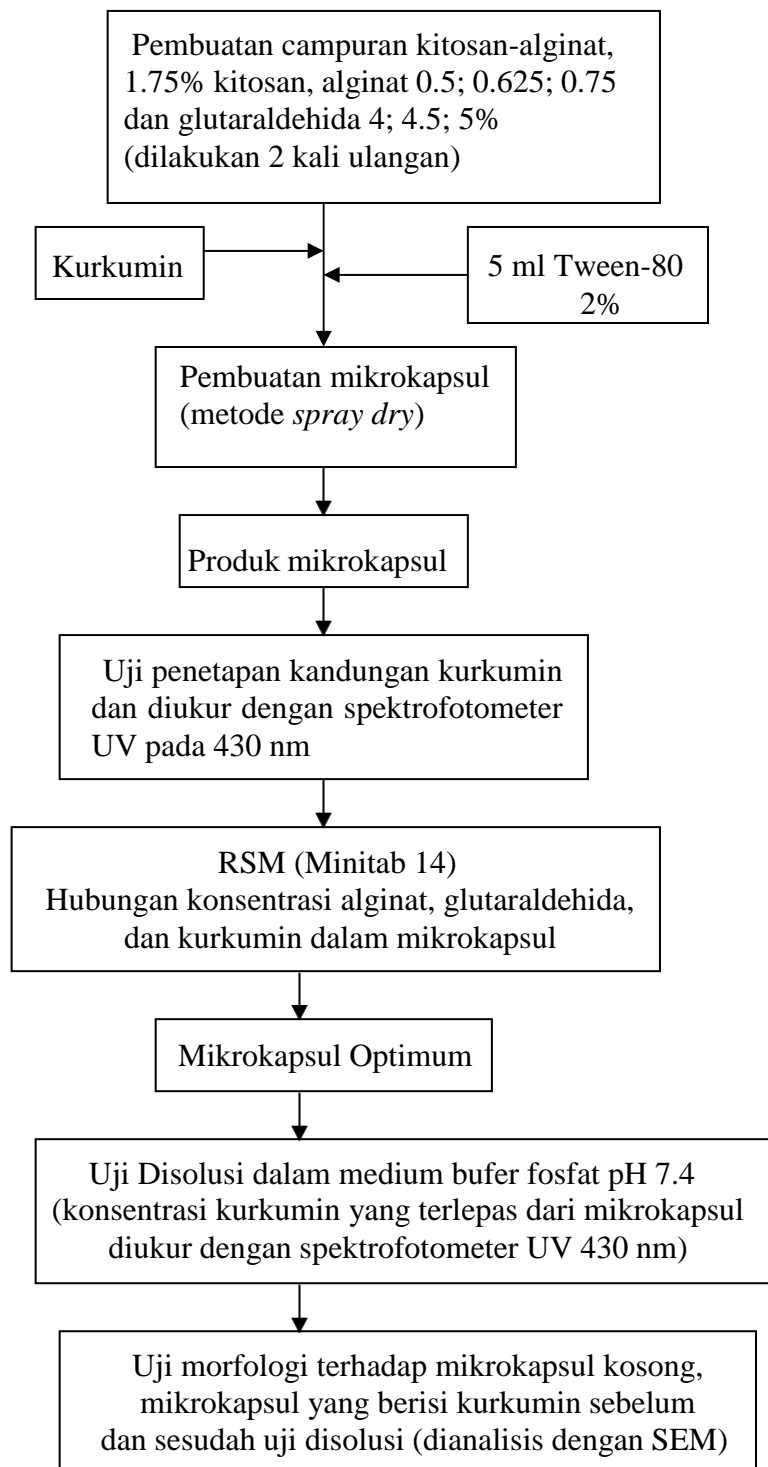 Pembuatan campuran kitosan-alginat,
1.75% kitosan, alginat 0.5; 0.625; 0.75
dan glutaraldehida 4; 4.5; 5%
(dilakukan 2 kali ulangan)
Kurkumin
5 ml Tween-80
2%
Pembuatan mikrokapsul
(metode spray dry)
Produk mikrokapsul
Uji penetapan kandungan kurkumin
dan diukur dengan spektrofotometer
UV pada 430 nm
RSM (Minitab 14)
Hubungan konsentrasi alginat, glutaraldehida,
dan kurkumin dalam mikrokapsul
Mikrokapsul Optimum
Uji Disolusi dalam medium bufer fosfat pH 7.4
(konsentrasi kurkumin yang terlepas dari mikrokapsul
diukur dengan spektrofotometer UV 430 nm)
Uji morfologi terhadap mikrokapsul kosong,
mikrokapsul yang berisi kurkumin sebelum
dan sesudah uji disolusi (dianalisis dengan SEM)